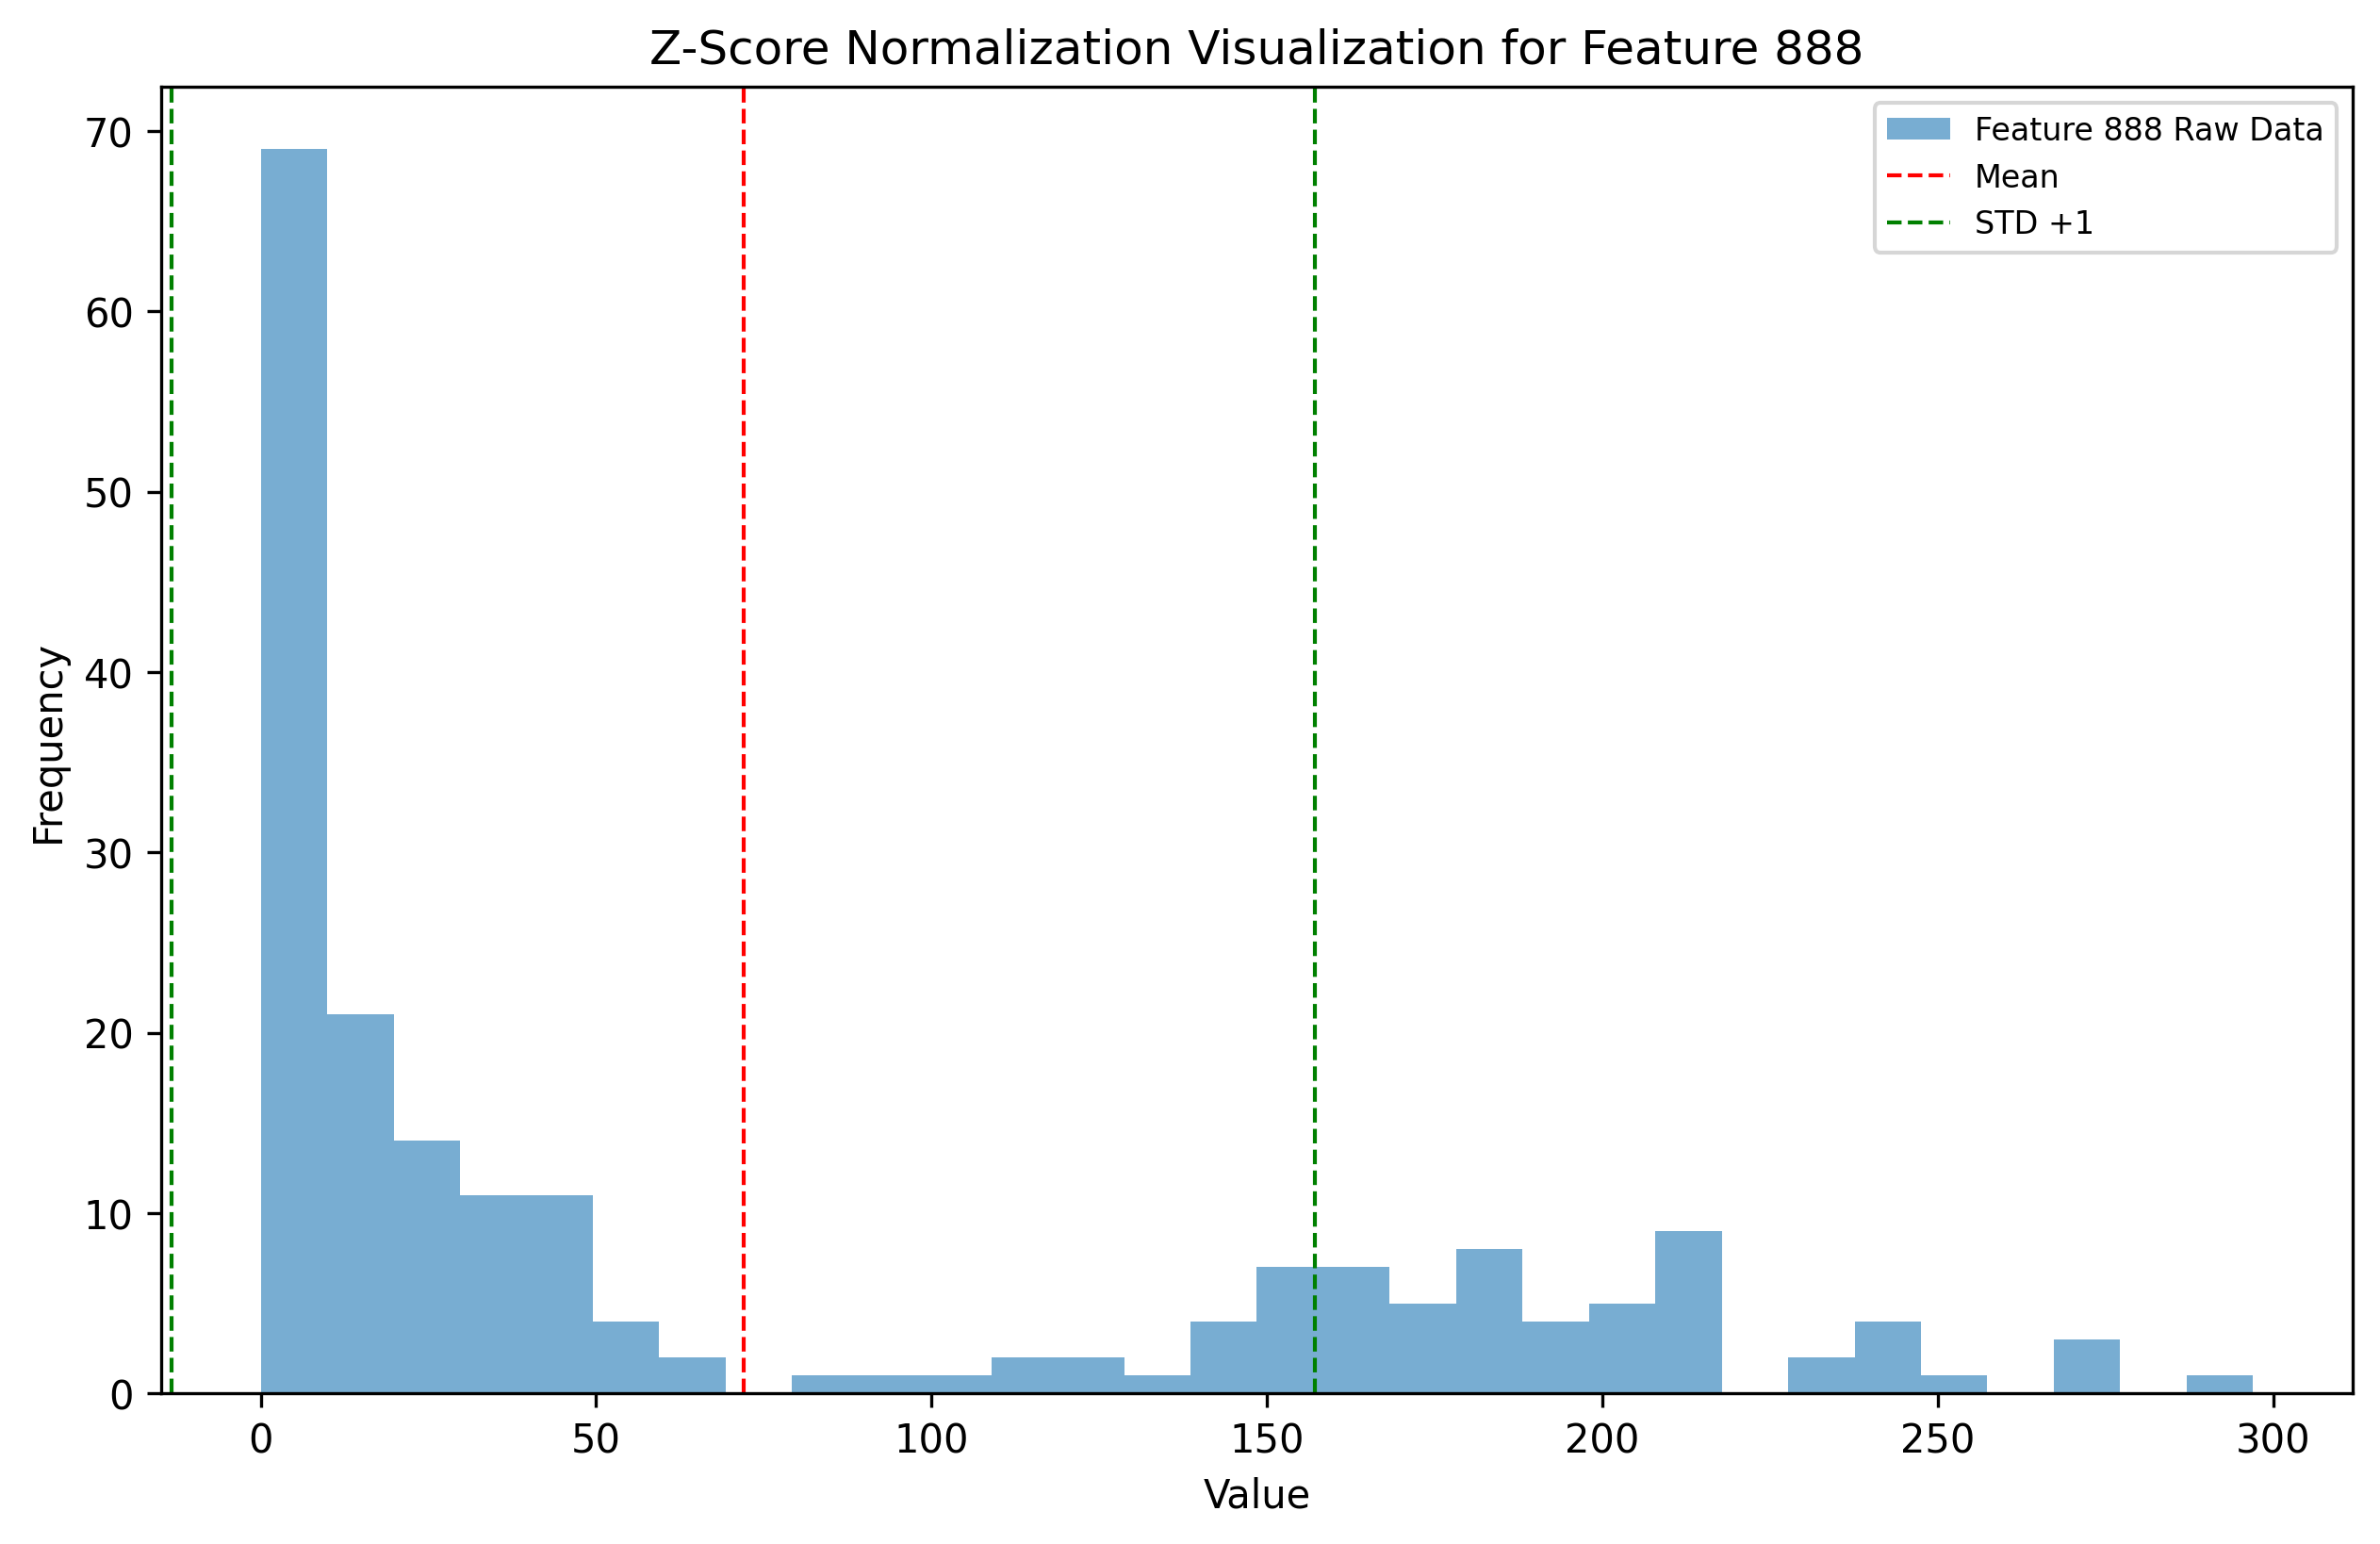 Z-Score Normalization Visualization for Feature 888
Feature 888 Raw Data
Mean
STD +1
70
60
50
40
30
20
10
0
Frequency
0 50 100 150 200 250 300
Value